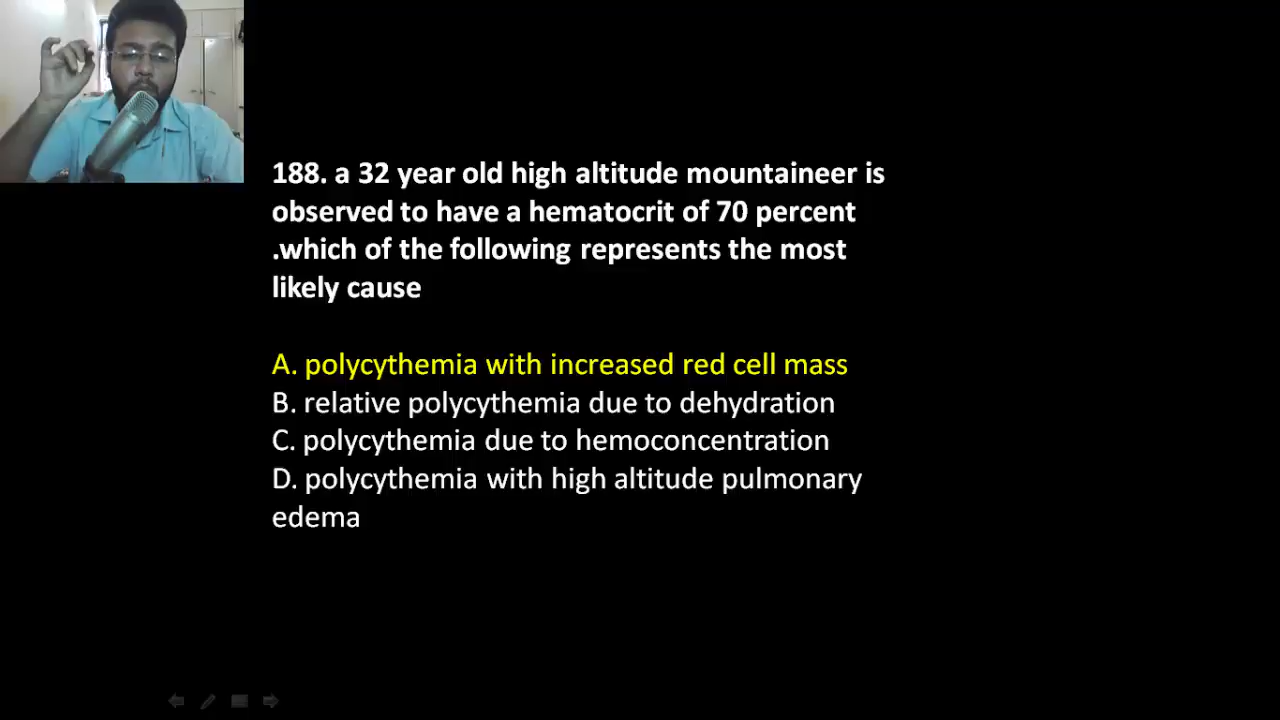 188. a 32 year old high altitude mountaineer is
observed to have a hematocrit of 70 percent
.which of the following represents the most
likely cause
A. polycythemia with increased red cell mass
B. relative polycythemia due to dehydration
C. polycythemia due to hemoconcentration
D. polycythemia with high altitude pulmonary
edema